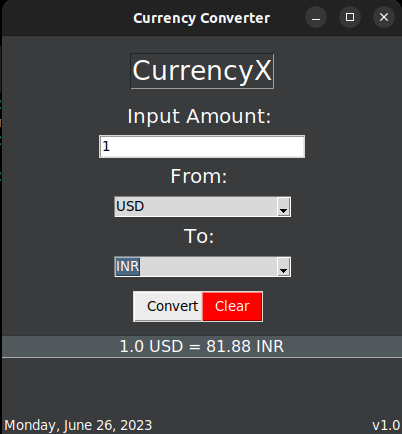 Currency Converter
CurrencyX
Input Amount:
1
From:
USD
To:
INR
Convert Clear
1.0 USD = 81.88 INR
Monday, June 26, 2023 v1.0